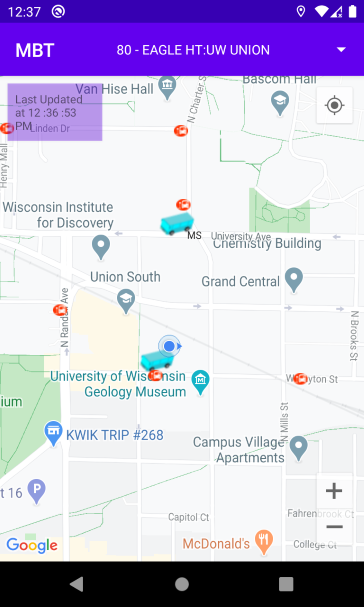 12:37
MBT
80 - EAGLE HT:UW UNION
Bascom Hall
Van Hise Hall
Last Updated
at 12 :36 :53
PM
Linden Dr
N Charter S
Henry Mall
Wisconsin Institute
for Discovery
MS
University Ave
Chemistry Building
Union South
Grand Central
N Randall Ave
N Brooks St
University of Wisconsin
Geology Museum
W Dayton St
N Mills St
KWIK TRIP #268
ium
Campus Village
Apartments
t 16
P
Capitol Ct
Fahrenbrook Ct
+
−
Google
McDonald's
College Ct